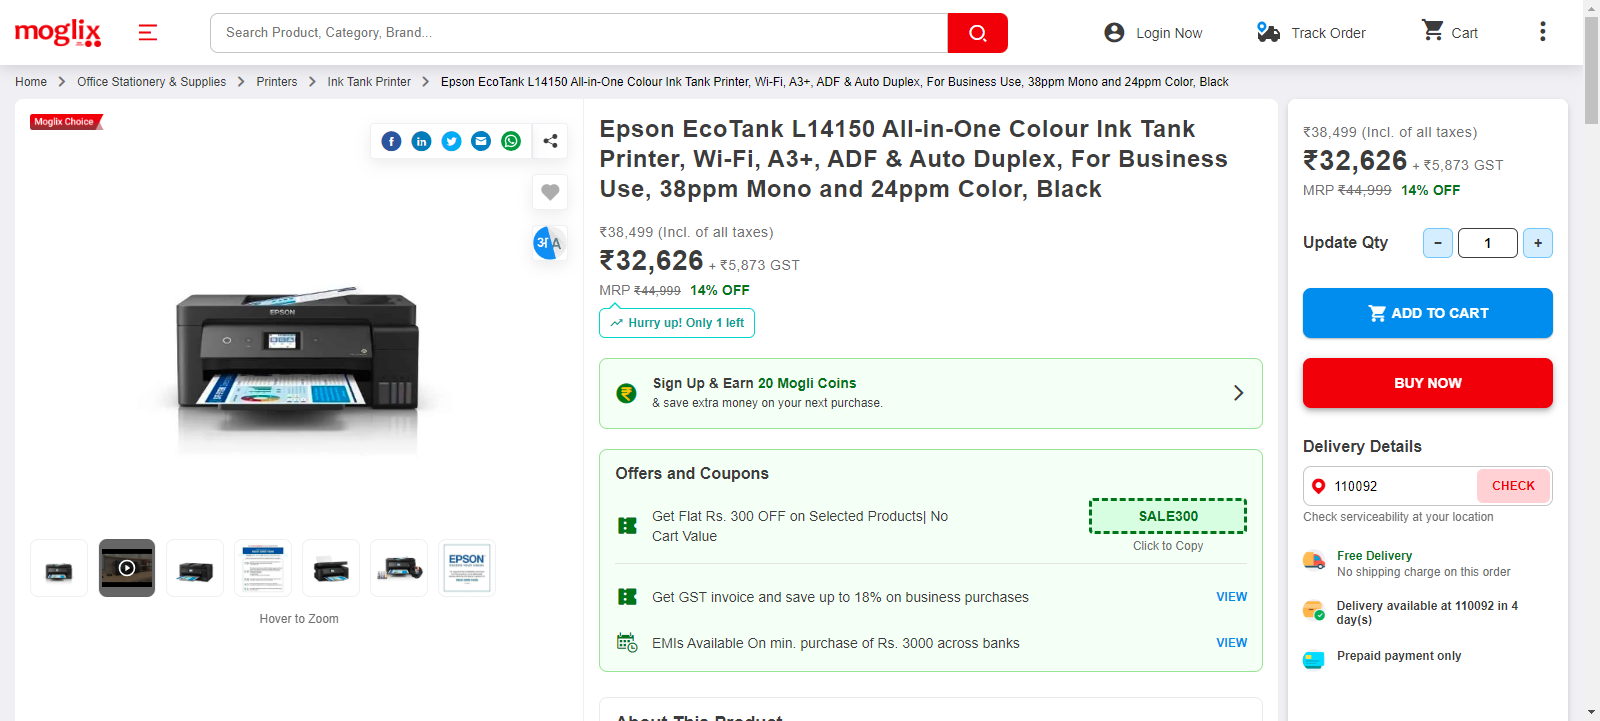 moglix
Search Product, Category, Brand...
Login Now
Track Order
Cart
Home
Office Stationery & Supplies
Printers
Ink Tank Printer
Epson EcoTank L14150 All-in-One Colour Ink Tank Printer, Wi-Fi, A3+, ADF & Auto Duplex, For Business Use, 38ppm Mono and 24ppm Color, Black
Moglix Choice
अA
EPSON
EPSON
Hover to Zoom
Epson EcoTank L14150 All-in-One Colour Ink Tank
Printer, Wi-Fi, A3+, ADF & Auto Duplex, For Business
Use, 38ppm Mono and 24ppm Color, Black
₹38,499 (Incl. of all taxes)
₹32,626 + ₹5,873 GST
MRP ₹44,999 14% OFF
Hurry up! Only 1 left
Sign Up & Earn 20 Mogli Coins
& save extra money on your next purchase.
Offers and Coupons
Get Flat Rs. 300 OFF on Selected Products| No
Cart Value
SALE300
Click to Copy
Get GST invoice and save up to 18% on business purchases
VIEW
EMIs Available On min. purchase of Rs. 3000 across banks
VIEW
About This Product
₹38,499 (Incl. of all taxes)
₹32,626 + ₹5,873 GST
MRP ₹44,999 14% OFF
Update Qty
- 1 +
ADD TO CART
BUY NOW
Delivery Details
110092
CHECK
Check serviceability at your location
Free Delivery
No shipping charge on this order
Delivery available at 110092 in 4
day(s)
Prepaid payment only